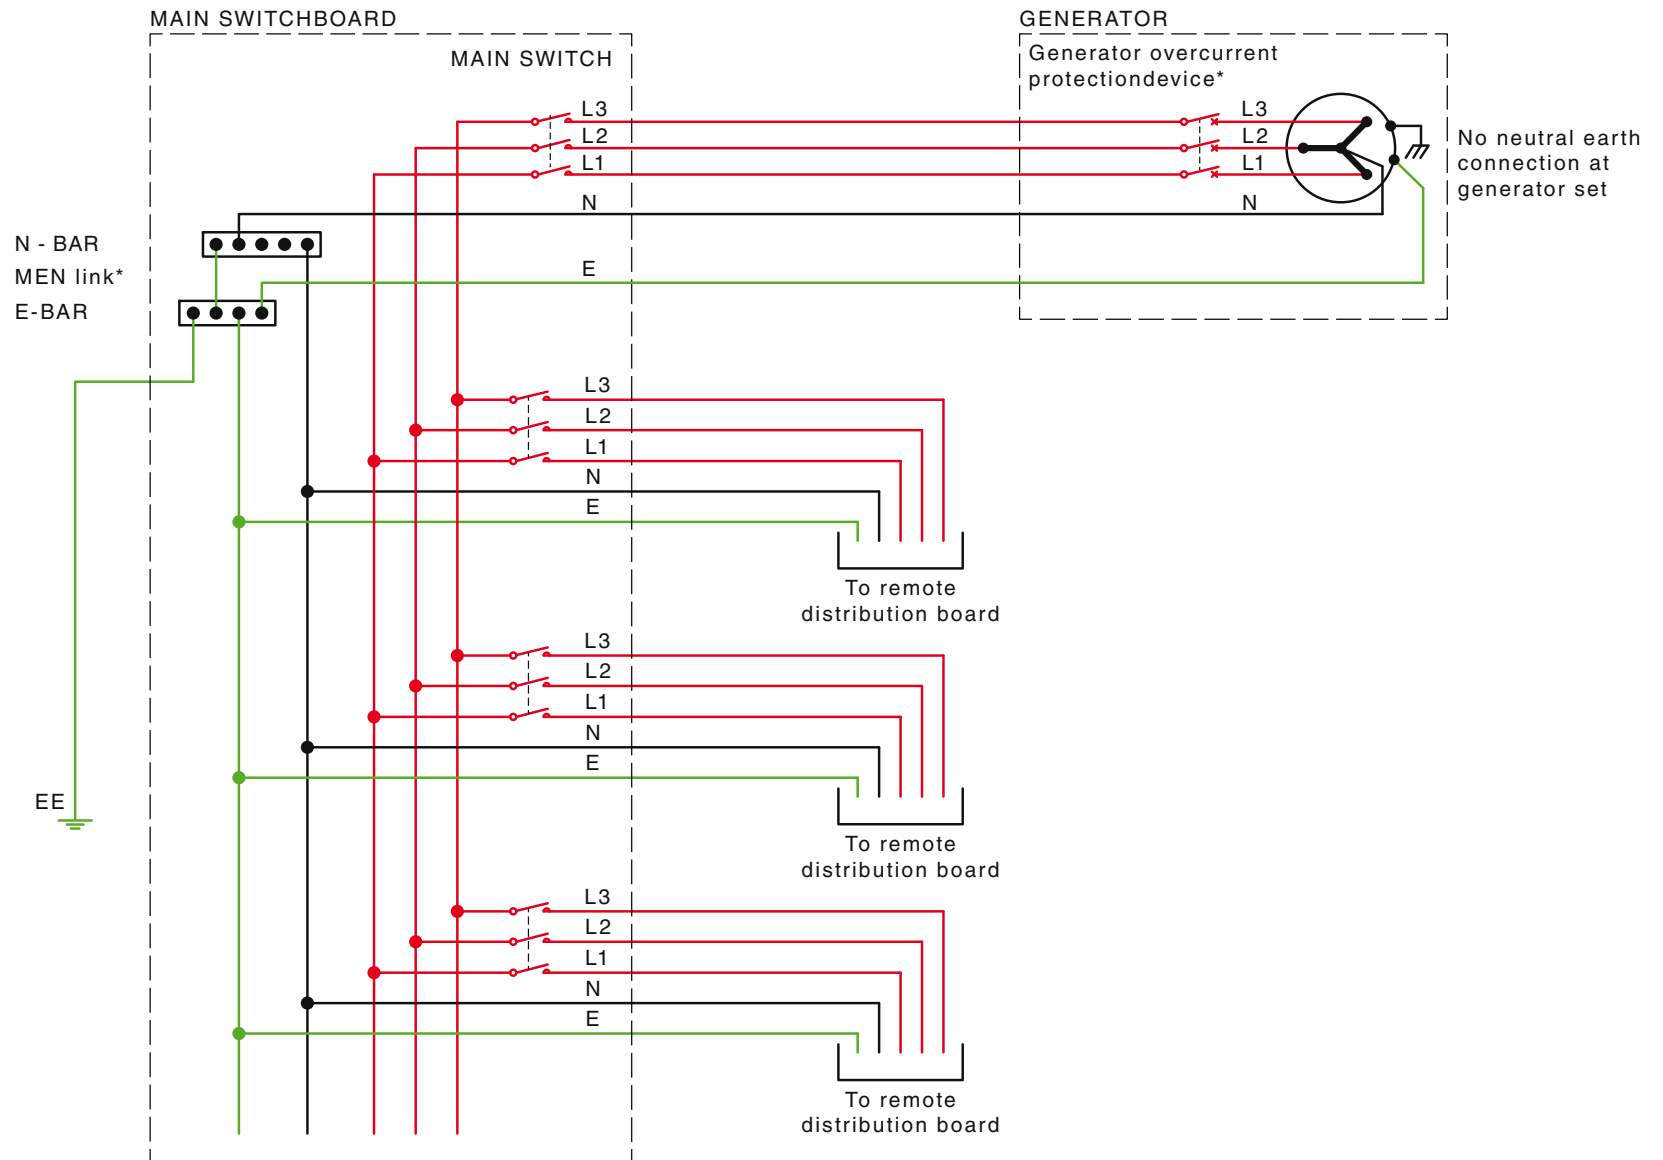 MAIN SWITCHBOARD
GENERATOR
MAIN SWITCH
Generator overcurrent
protectiondevice*
L3
L2
L1
N
E
L3
L2
L1
N
No neutral earth
connection at
generator set
N - BAR
MEN link*
E-BAR
EE
L3
L2
L1
N
E
To remote
distribution board
L3
L2
L1
N
E
To remote
distribution board
L3
L2
L1
N
E
To remote
distribution board